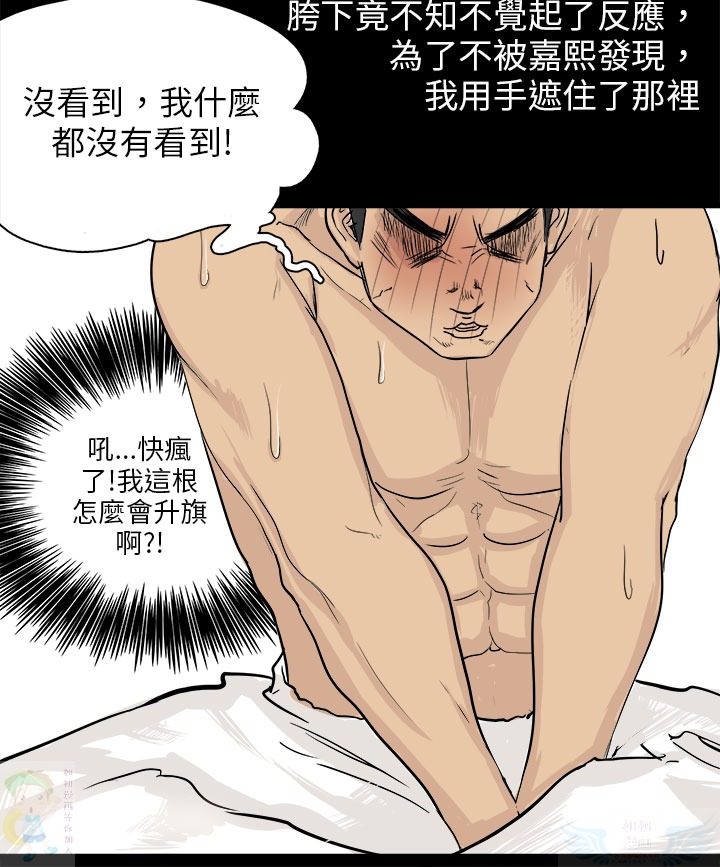 胯下竟不知不覺起了反應，
為了不被嘉熙發現，
我用手遮住了那裡
沒看到，我什麼
都沒有看到!
吼...快瘋
了!我這根
怎麼會升旗
啊?!